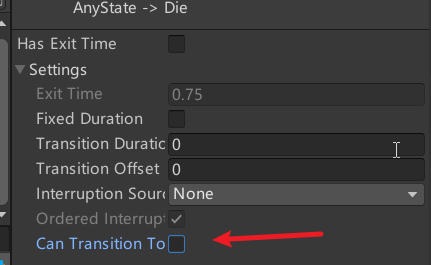 AnyState -> Die
Has Exit Time
Settings
Exit Time 0.75
Fixed Duration
Transition Duratio 0
Transition Offset 0
Interruption Sourc None
Ordered Interrupt
Can Transition To